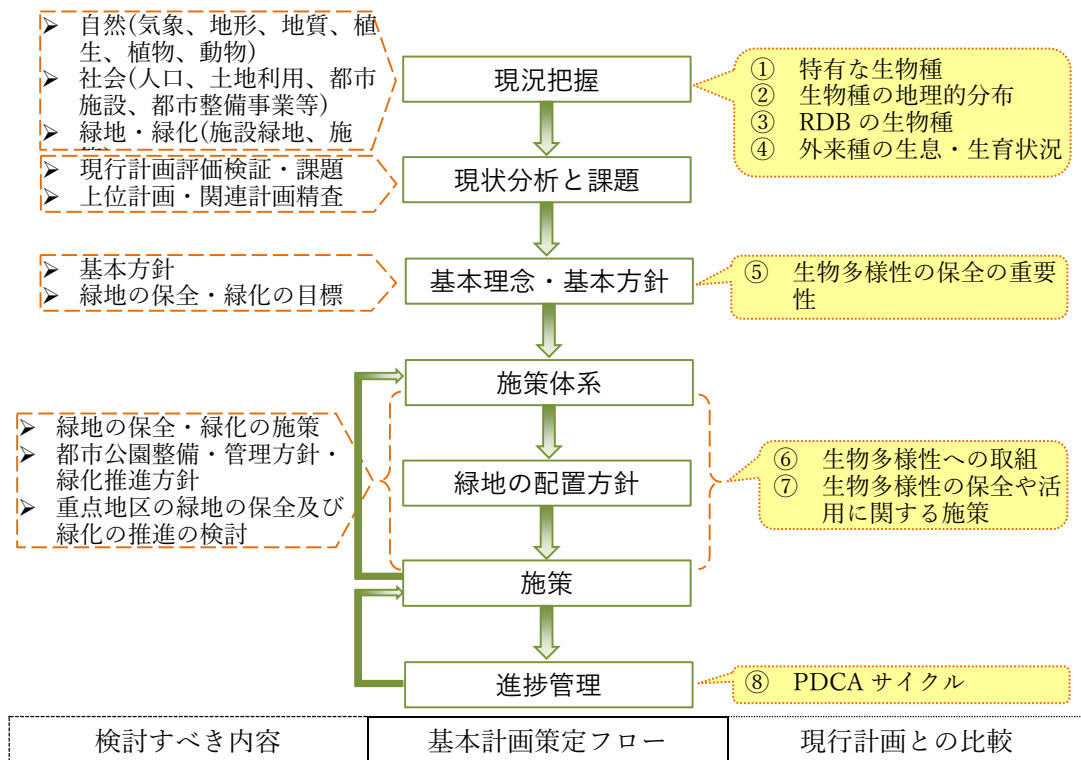 ➢ 自然(気象、地形、地質、植
生、植物、動物)
➢ 社会(人口、土地利用、都市
施設、都市整備事業等)
➢ 緑地・緑化(施設緑地、施
➢ 現行計画評価検証・課題
➢ 上位計画・関連計画精査
➢ 基本方針
➢ 緑地の保全・緑化の目標
➢ 緑地の保全・緑化の施策
➢ 都市公園整備・管理方針・
緑化推進方針
➢ 重点地区の緑地の保全及び
緑化の推進の検討
検討すべき内容
現況把握
現状分析と課題
基本理念・基本方針
施策体系
緑地の配置方針
施策
進捗管理
基本計画策定フロー
① 特有な生物種
② 生物種の地理的分布
③ RDB の生物種
④ 外来種の生息・生育状況
⑤ 生物多様性の保全の重要
性
⑥ 生物多様性への取組
⑦ 生物多様性の保全や活
用に関する施策
⑧ PDCA サイクル
現行計画との比較